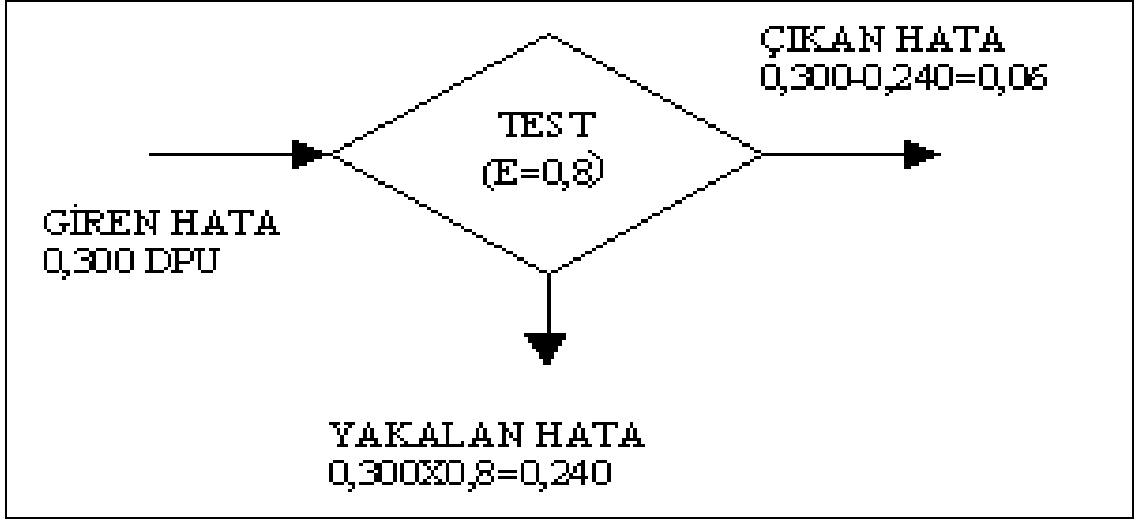 ÇIKAN HATA
0,300-0,240=0,06
TEST
(E=0,8)
GİREN HATA
0,300 DPU
YAKALAN HATA
0,300X0,8=0,240